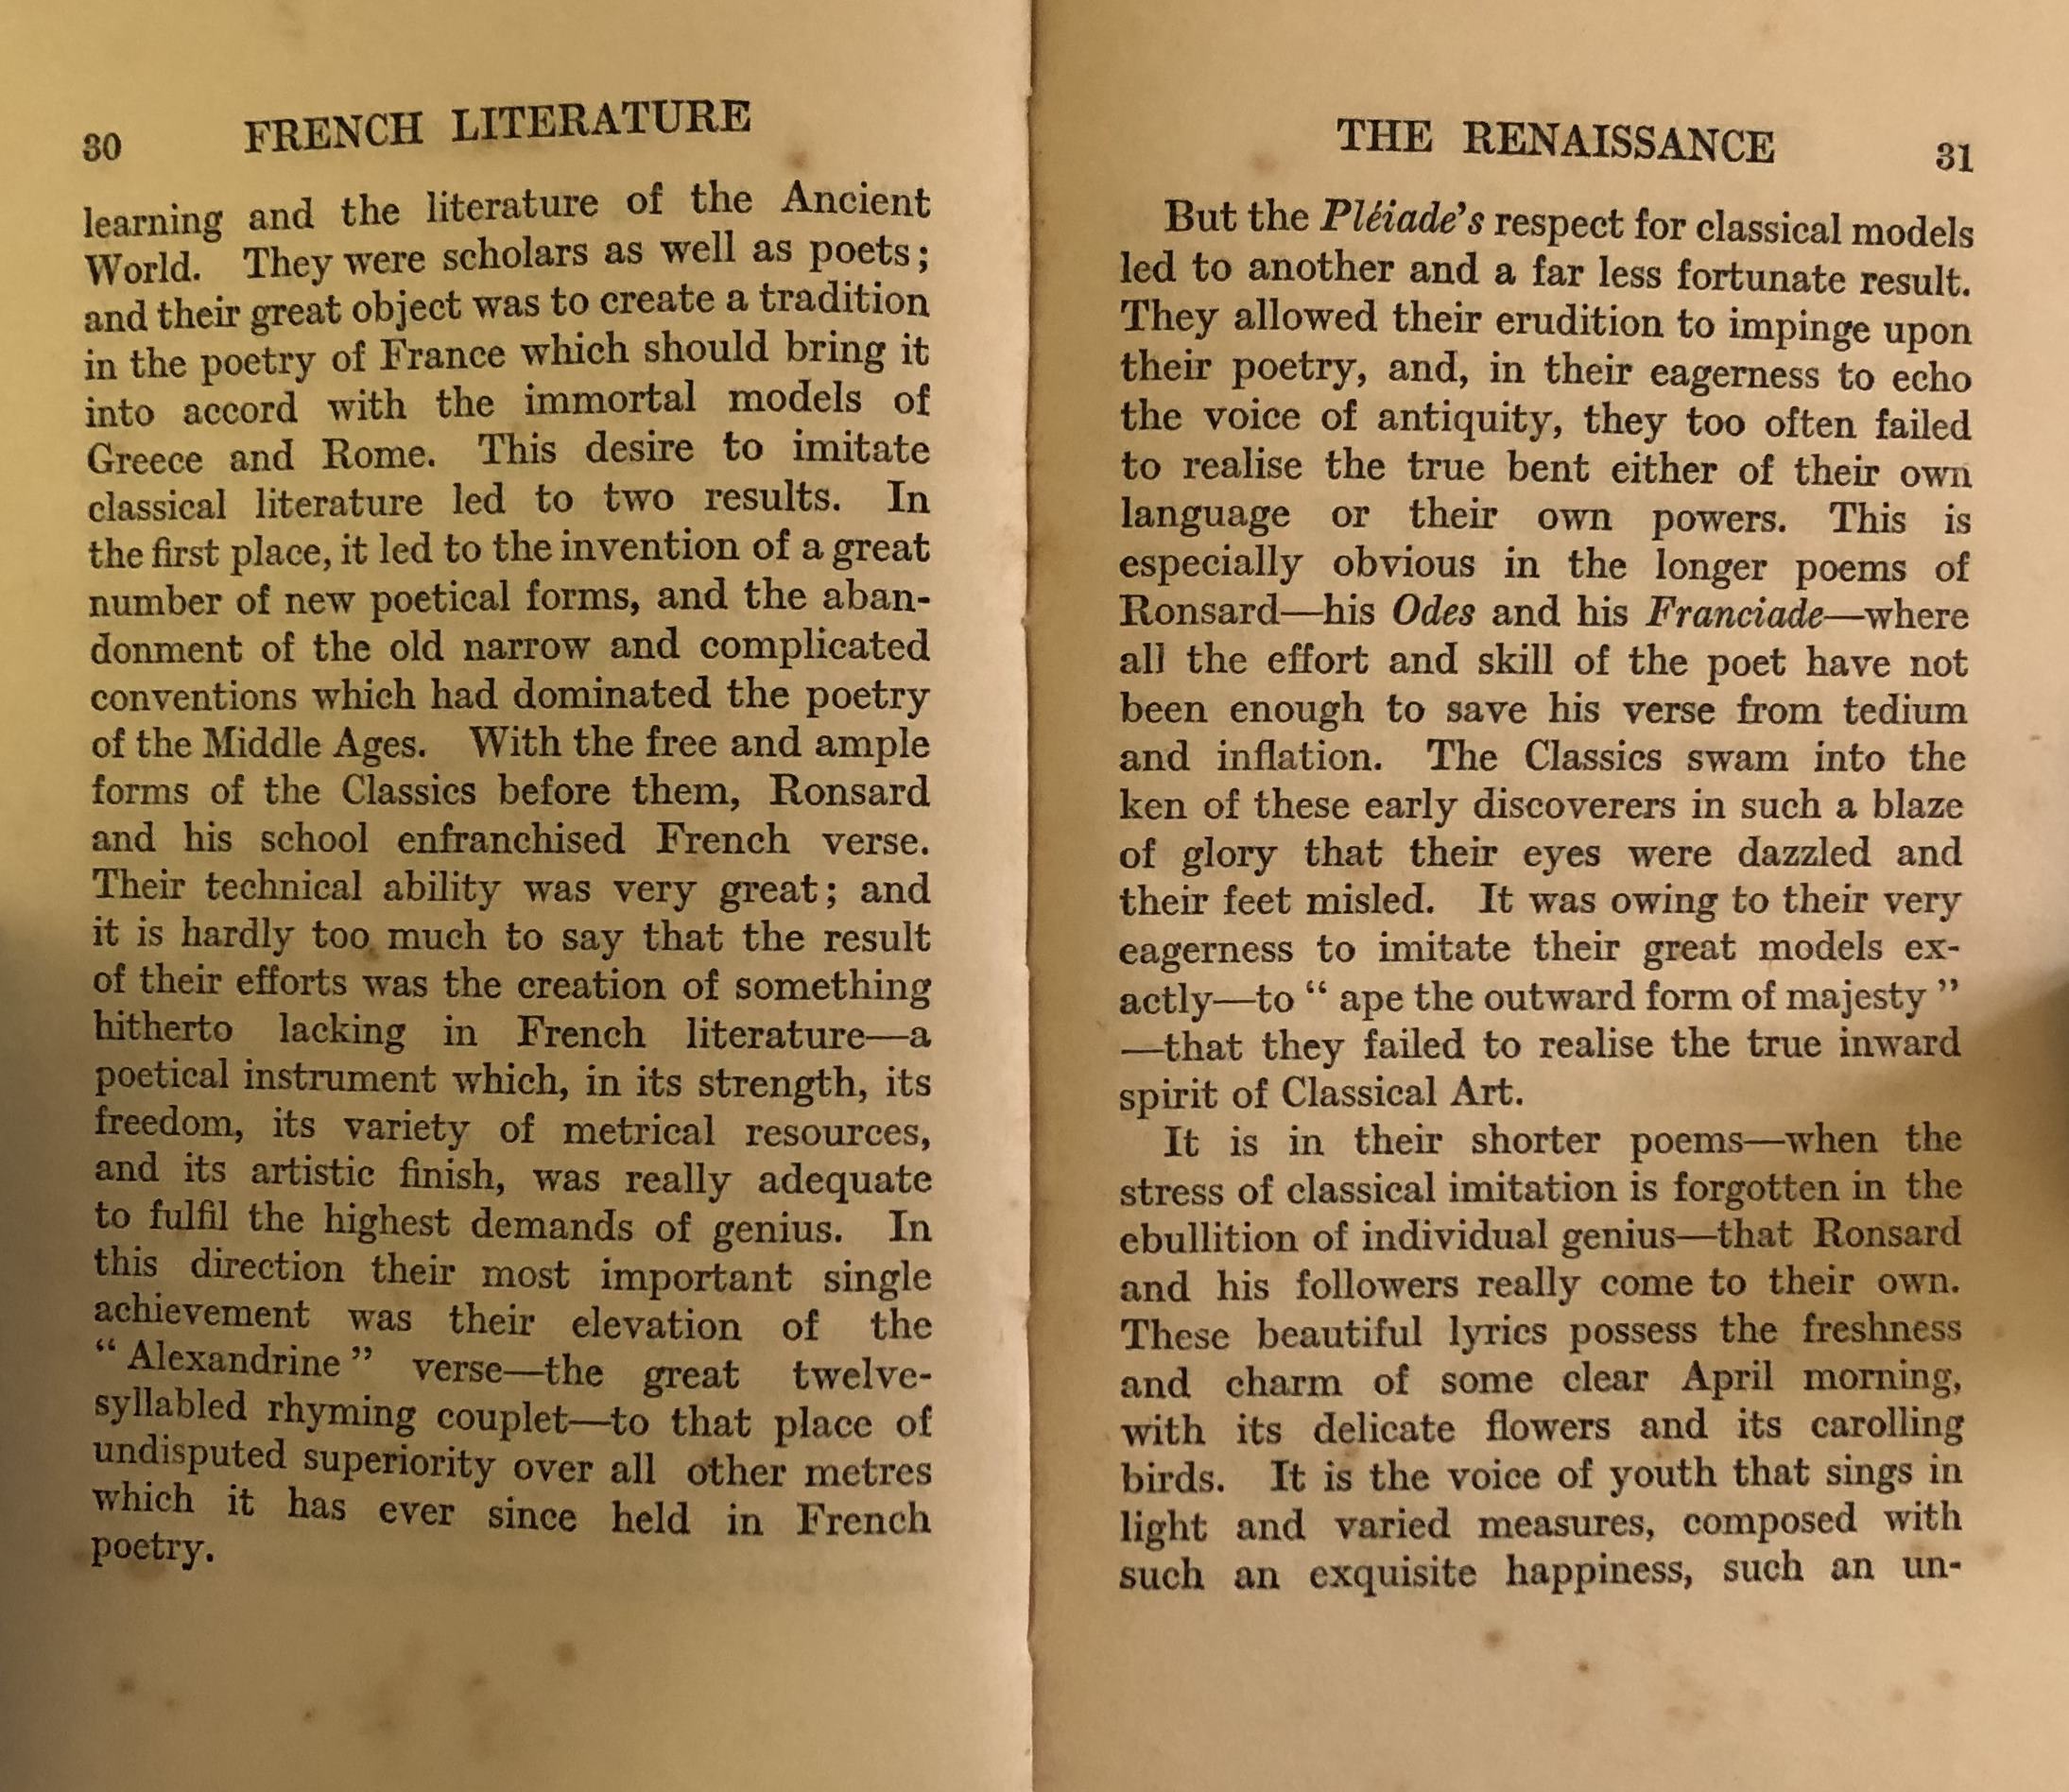 30 FRENCH LITERATURE
learning and the literature of the Ancient
World. They were scholars as well as poets;
and their great object was to create a tradition
in the poetry of France which should bring it
into accord with the immortal models of
Greece and Rome. This desire to imitate
classical literature led to two results. In
the first place, it led to the invention of a great
number of new poetical forms, and the aban-
donment of the old narrow and complicated
conventions which had dominated the poetry
of the Middle Ages. With the free and ample
forms of the Classics before them, Ronsard
and his school enfranchised French verse.
Their technical ability was very great; and
it is hardly too much to say that the result
of their efforts was the creation of something
hitherto lacking in French literature—a
poetical instrument which, in its strength, its
freedom, its variety of metrical resources,
and its artistic finish, was really adequate
to fulfil the highest demands of genius. In
this direction their most important single
achievement was their elevation of the
“ Alexandrine ” verse—the great twelve-
syllabled rhyming couplet—to that place of
undisputed superiority over all other metres
which it has ever since held in French
poetry.
THE RENAISSANCE 31
But the Pléiade’s respect for classical models
led to another and a far less fortunate result.
They allowed their erudition to impinge upon
their poetry, and, in their eagerness to echo
the voice of antiquity, they too often failed
to realise the true bent either of their own
language or their own powers. This is
especially obvious in the longer poems of
Ronsard—his Odes and his Franciade—where
all the effort and skill of the poet have not
been enough to save his verse from tedium
and inflation. The Classics swam into the
ken of these early discoverers in such a blaze
of glory that their eyes were dazzled and
their feet misled. It was owing to their very
eagerness to imitate their great models ex-
actly—to “ ape the outward form of majesty ”
—that they failed to realise the true inward
spirit of Classical Art.
It is in their shorter poems—when the
stress of classical imitation is forgotten in the
ebullition of individual genius—that Ronsard
and his followers really come to their own.
These beautiful lyrics possess the freshness
and charm of some clear April morning,
with its delicate flowers and its carolling
birds. It is the voice of youth that sings in
light and varied measures, composed with
such an exquisite happiness, such an un-